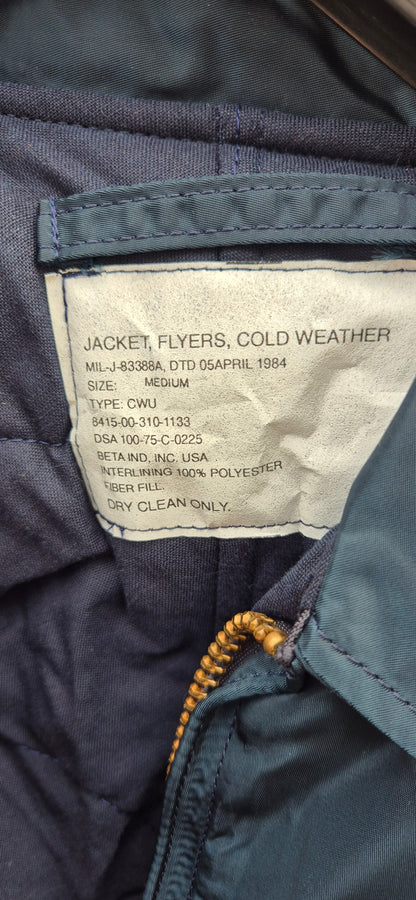 JACKET, FLYERS, COLD WEATHER
MIL-J-83388A, DTD 05APRIL 1984
SIZE: MEDIUM
TYPE: CWU
8415-00-310-1133
DSA 100-75-C-0225
BETA IND, INC. USA
INTERLINING 100% POLYESTER
FIBER FILL.
DRY CLEAN ONLY.